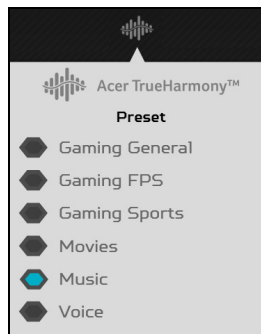 Acer TrueHarmony™
Preset
Gaming General
Gaming FPS
Gaming Sports
Movies
Music
Voice